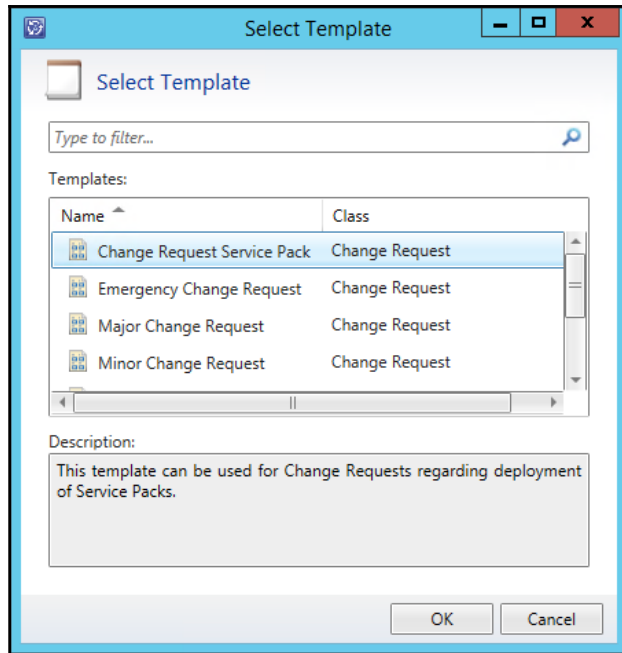 Select Template
Select Template
Type to filter...
Templates:
Name Class
Change Request Service Pack Change Request
Emergency Change Request Change Request
Major Change Request Change Request
Minor Change Request Change Request
Description:
This template can be used for Change Requests regarding deployment
of Service Packs.
OK Cancel